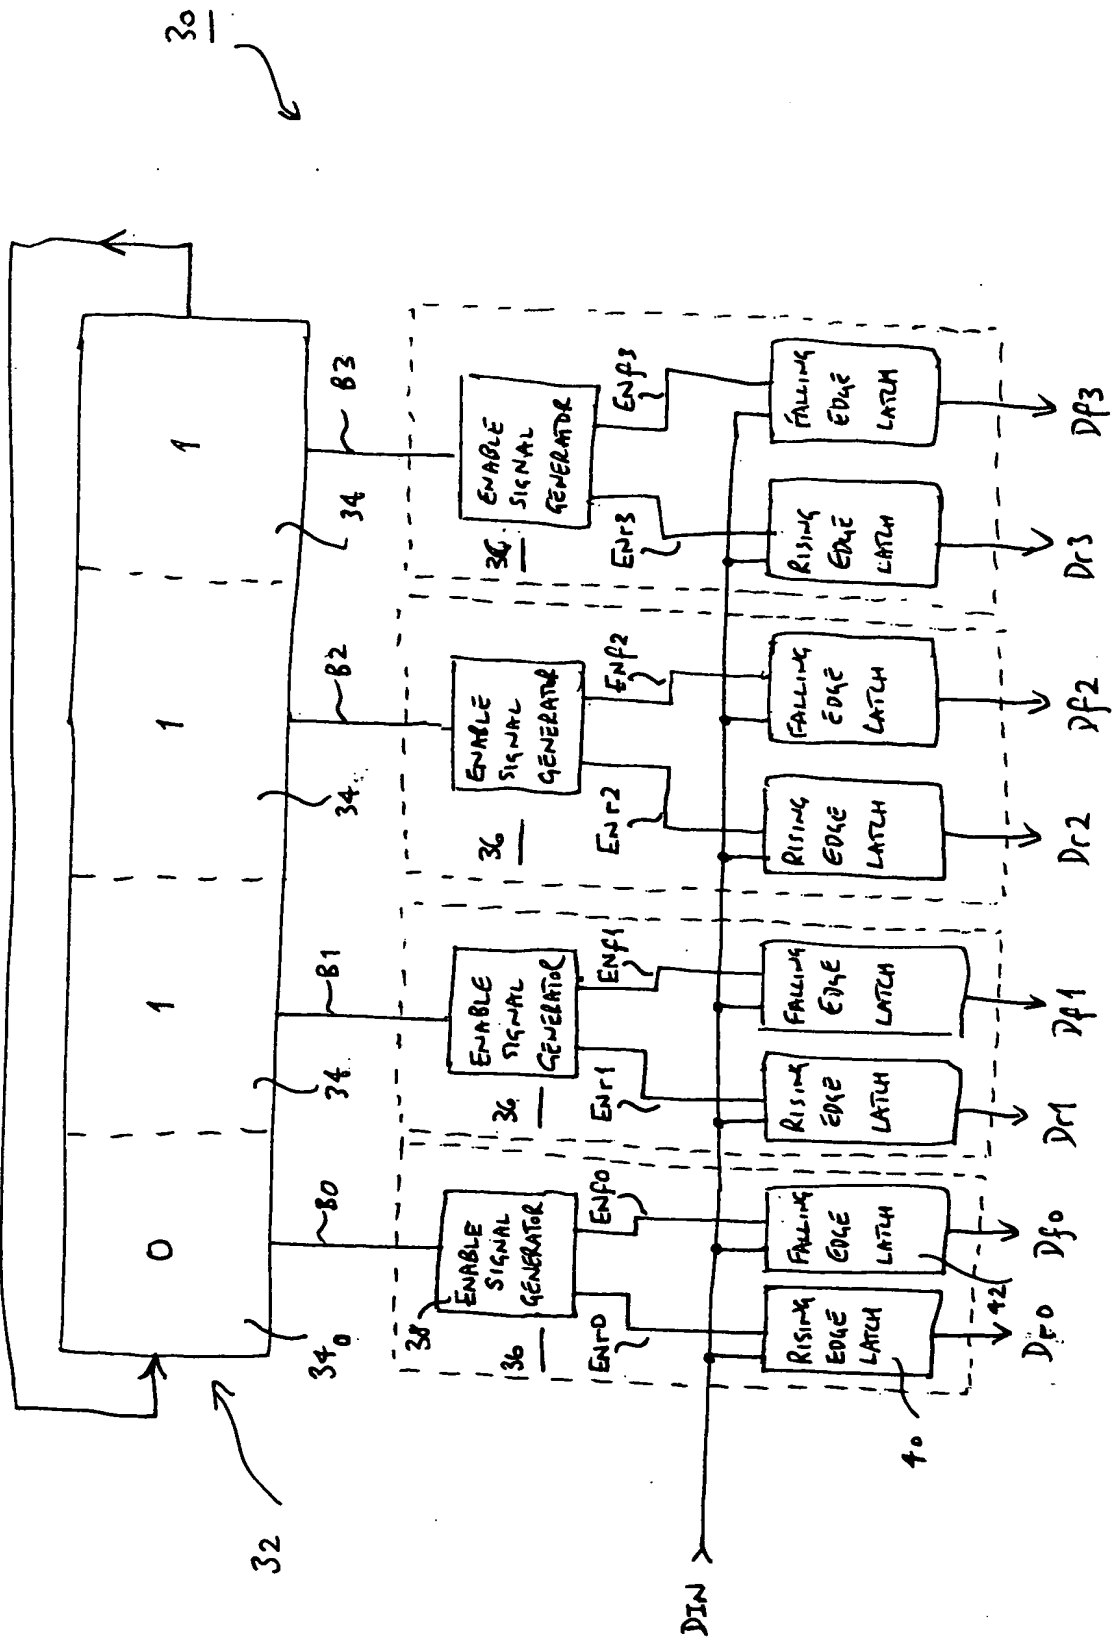 30
32
0
1
1
1
34₀
34
34
34
B0
B1
B2
B3
38
ENABLE
SIGNAL
GENERATOR
ENABLE
SIGNAL
GENERATOR
ENABLE
SIGNAL
GENERATOR
ENABLE
SIGNAL
GENERATOR
36
36
36
36
ENr0
ENf0
ENr1
ENf1
ENr2
ENf2
ENr3
ENf3
DIN
RISING
EDGE
LATCH
FALLING
EDGE
LATCH
RISING
EDGE
LATCH
FALLING
EDGE
LATCH
RISING
EDGE
LATCH
FALLING
EDGE
LATCH
RISING
EDGE
LATCH
FALLING
EDGE
LATCH
40
42
Dr0
Df0
Dr1
Df1
Dr2
Df2
Dr3
Df3